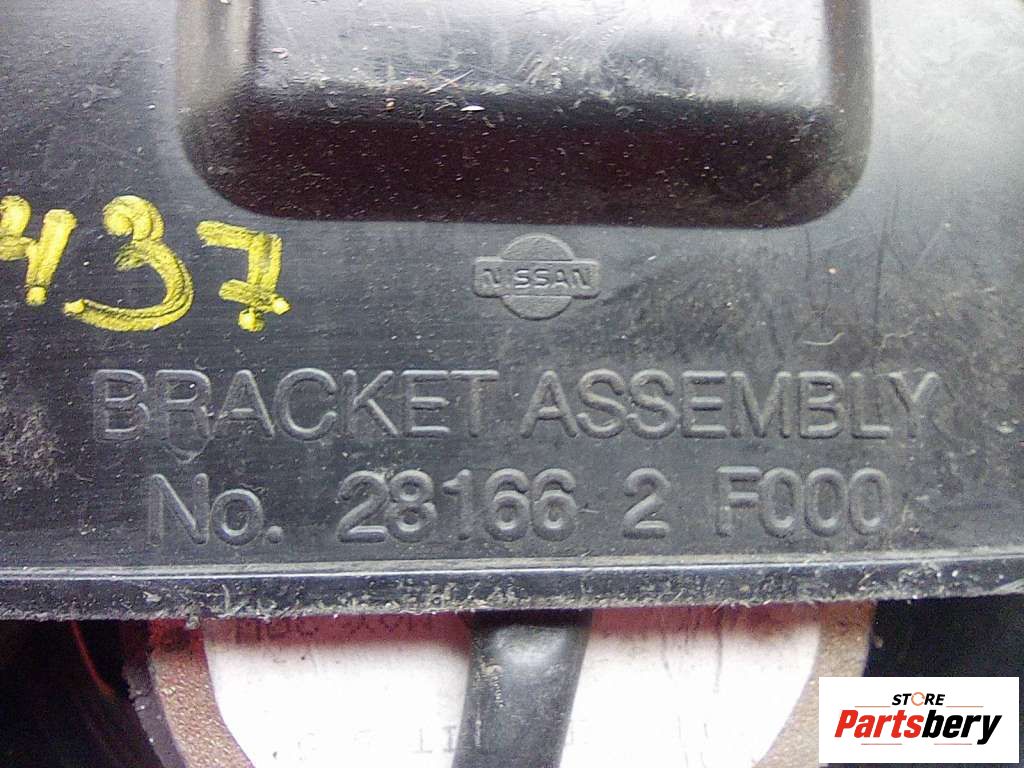 437
NISSAN
BRACKET ASSEMBLY
No. 28166 2 F000
STORE
Partsbery